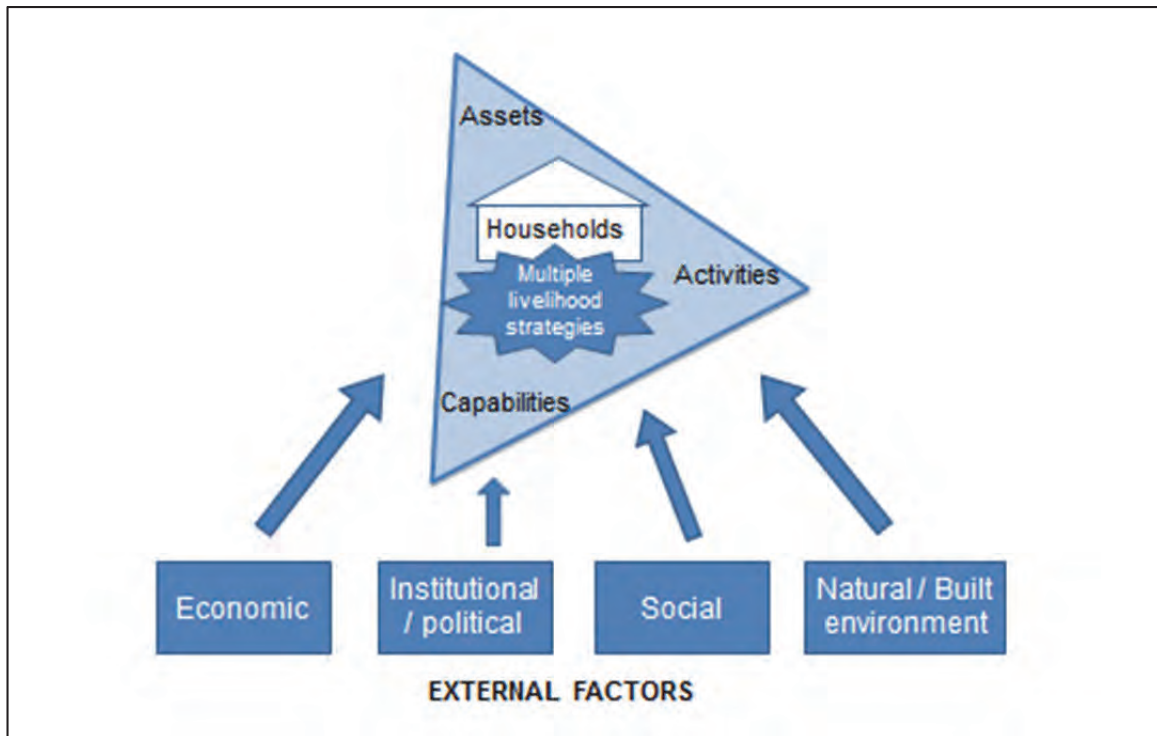 Assets
Households
Multiple
livelihood
strategies
Activities
Capabilities
Economic
Institutional
/ political
Social
Natural / Built
environment
EXTERNAL FACTORS